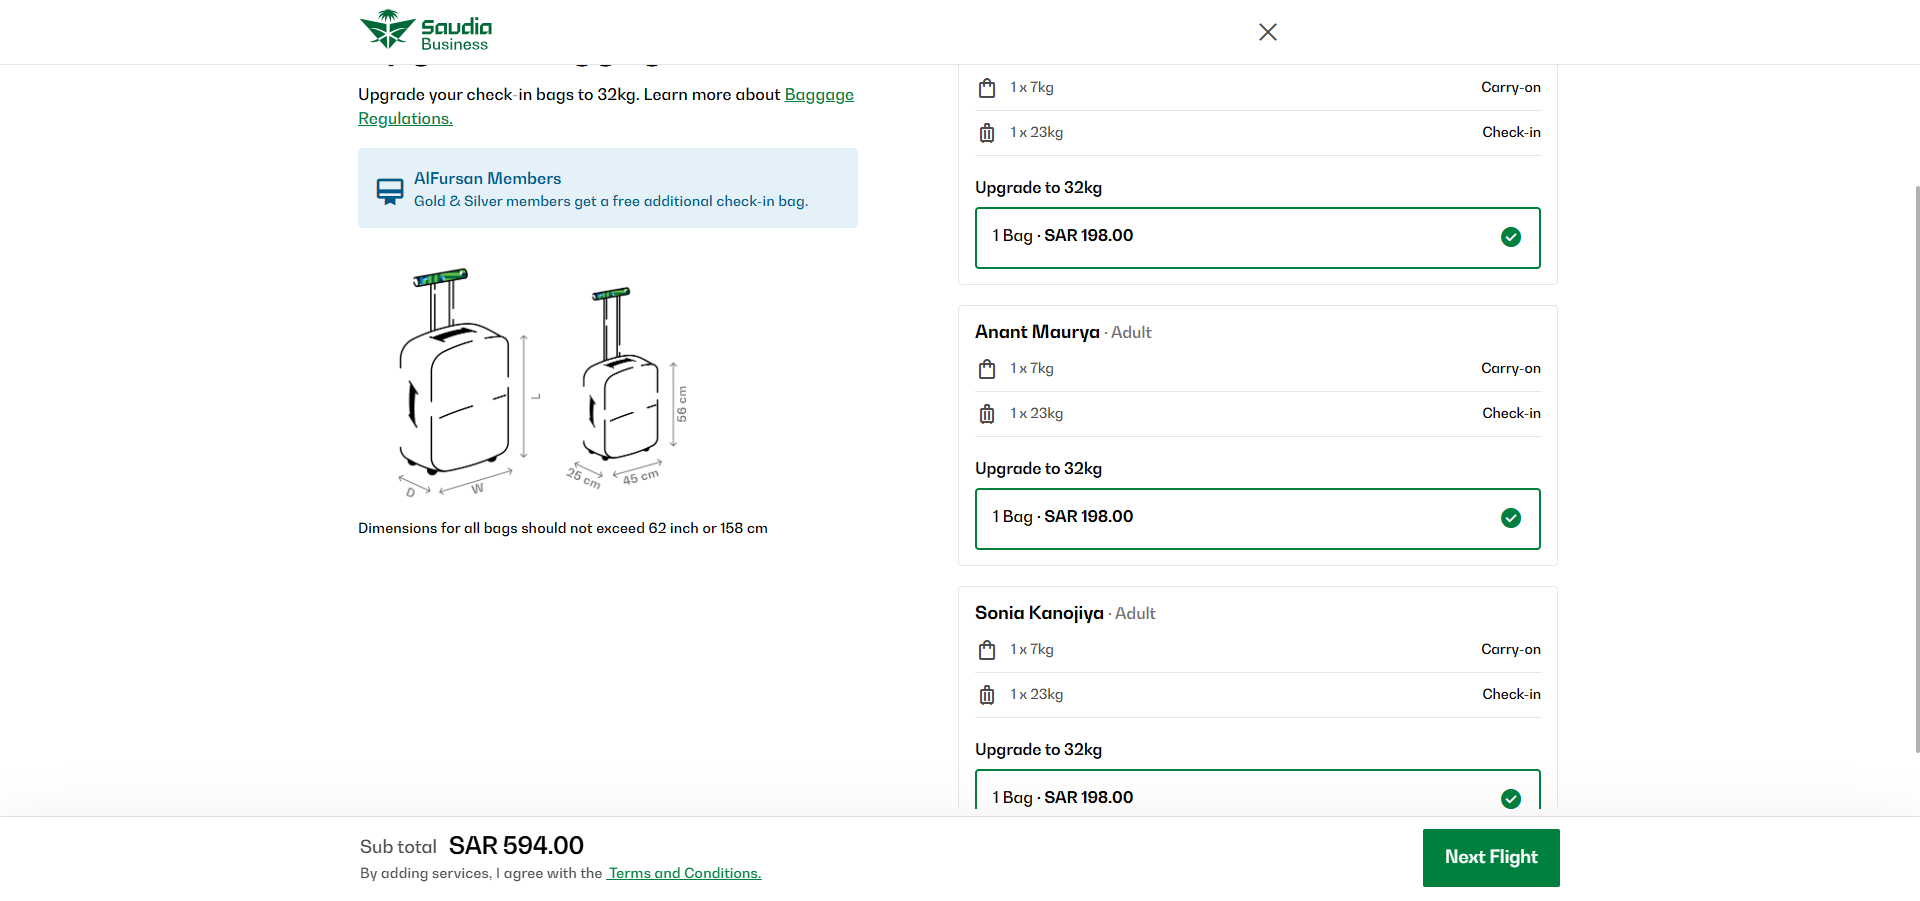 Saudia
Business
Upgrade your check-in bags to 32kg. Learn more about Baggage
Regulations.
AlFursan Members
Gold & Silver members get a free additional check-in bag.
L
D
W
56 cm
25 cm
45 cm
Dimensions for all bags should not exceed 62 inch or 158 cm
1 x 7kg Carry-on
1 x 23kg Check-in
Upgrade to 32kg
1 Bag · SAR 198.00
Anant Maurya · Adult
1 x 7kg Carry-on
1 x 23kg Check-in
Upgrade to 32kg
1 Bag · SAR 198.00
Sonia Kanojiya · Adult
1 x 7kg Carry-on
1 x 23kg Check-in
Upgrade to 32kg
1 Bag · SAR 198.00
Sub total SAR 594.00
By adding services, I agree with the Terms and Conditions.
Next Flight